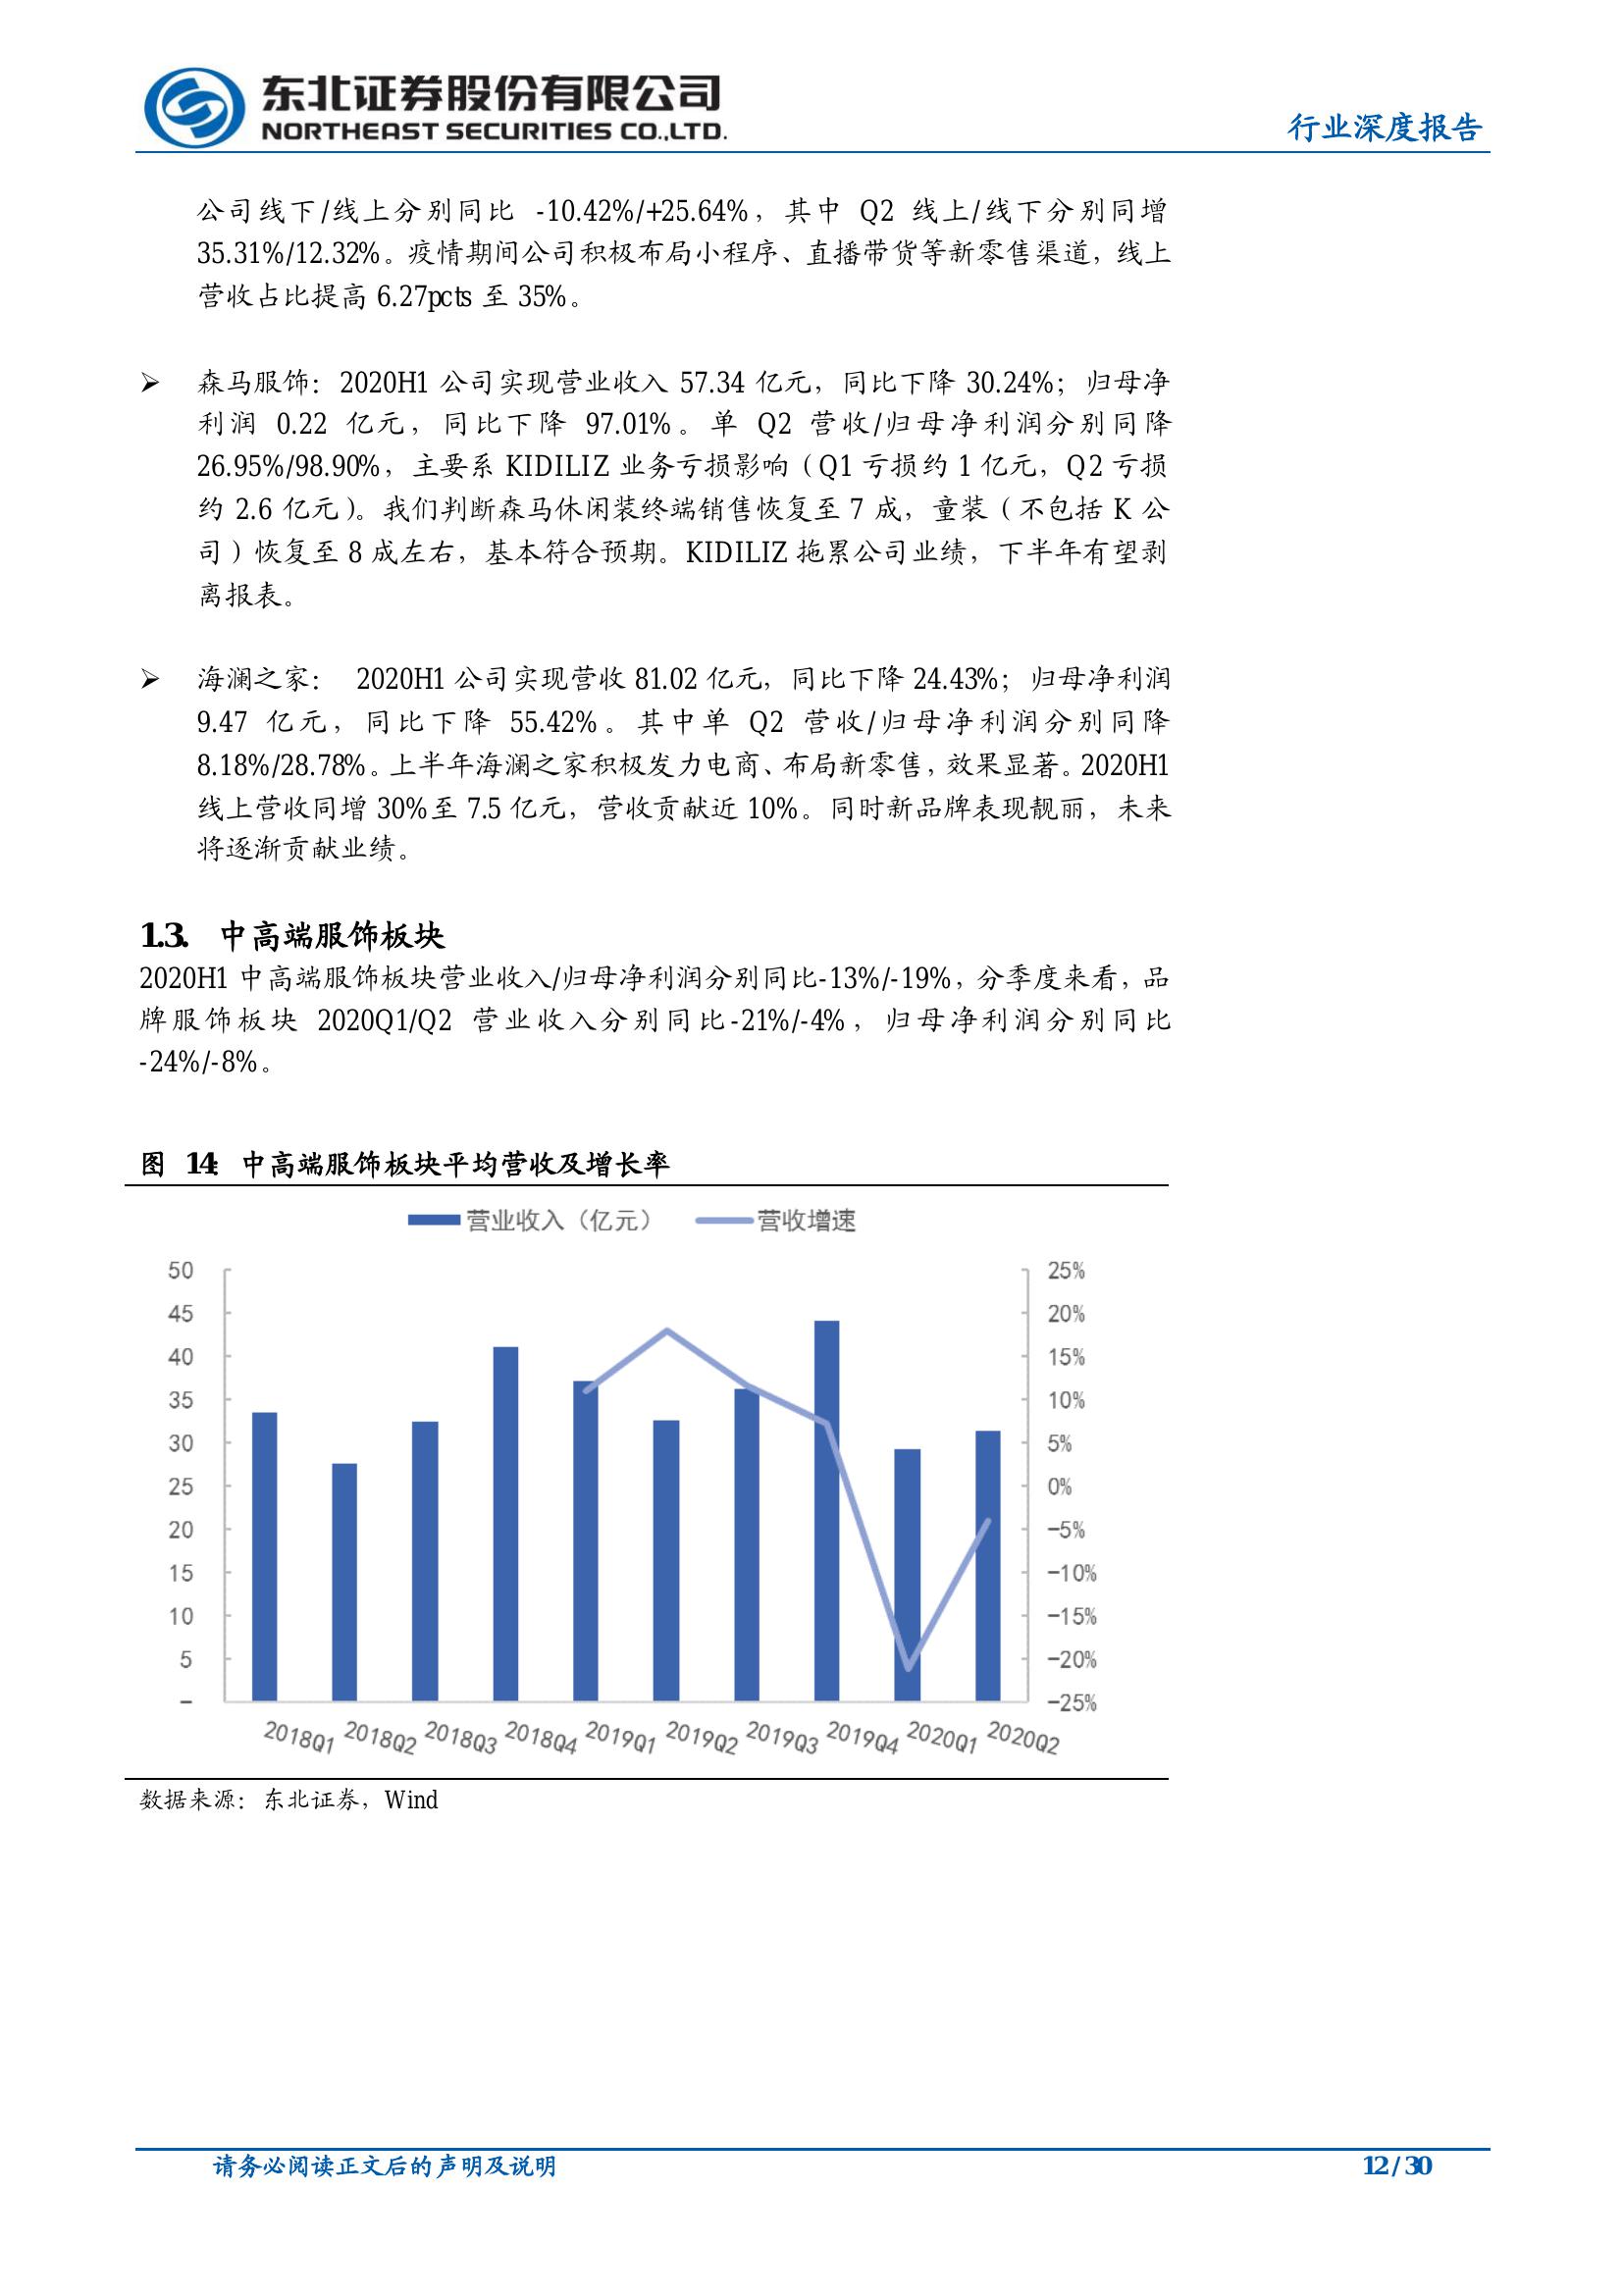 东北证券股份有限公司
NORTHEAST SECURITIES CO.,LTD.
行业深度报告
公司线下/线上分别同比 -10.42%/+25.64%，其中 Q2 线上/线下分别同增
35.31%/12.32%。疫情期间公司积极布局小程序、直播带货等新零售渠道，线上
营收占比提高 6.27pcts 至 35%。
➢ 森马服饰：2020H1 公司实现营业收入 57.34 亿元，同比下降 30.24%；归母净
利润 0.22 亿元，同比下降 97.01%。单 Q2 营收/归母净利润分别同降
26.95%/98.90%，主要系 KIDILIZ 业务亏损影响（Q1 亏损约 1 亿元，Q2 亏损
约 2.6 亿元）。我们判断森马休闲装终端销售恢复至 7 成，童装（不包括 K 公
司）恢复至 8 成左右，基本符合预期。KIDILIZ 拖累公司业绩，下半年有望剥
离报表。
➢ 海澜之家： 2020H1 公司实现营收 81.02 亿元，同比下降 24.43%；归母净利润
9.47 亿元，同比下降 55.42%。其中单 Q2 营收/归母净利润分别同降
8.18%/28.78%。上半年海澜之家积极发力电商、布局新零售，效果显著。2020H1
线上营收同增 30%至 7.5 亿元，营收贡献近 10%。同时新品牌表现靓丽，未来
将逐渐贡献业绩。
1.3. 中高端服饰板块
2020H1 中高端服饰板块营业收入/归母净利润分别同比-13%/-19%，分季度来看，品
牌服饰板块 2020Q1/Q2 营业收入分别同比-21%/-4%，归母净利润分别同比
-24%/-8%。
图 14：中高端服饰板块平均营收及增长率
营业收入（亿元） 营收增速
50 25%
45 20%
40 15%
35 10%
30 5%
25 0%
20 -5%
15 -10%
10 -15%
5 -20%
- -25%
2018Q1 2018Q2 2018Q3 2018Q4 2019Q1 2019Q2 2019Q3 2019Q4 2020Q1 2020Q2
数据来源：东北证券，Wind
请务必阅读正文后的声明及说明 12 / 30